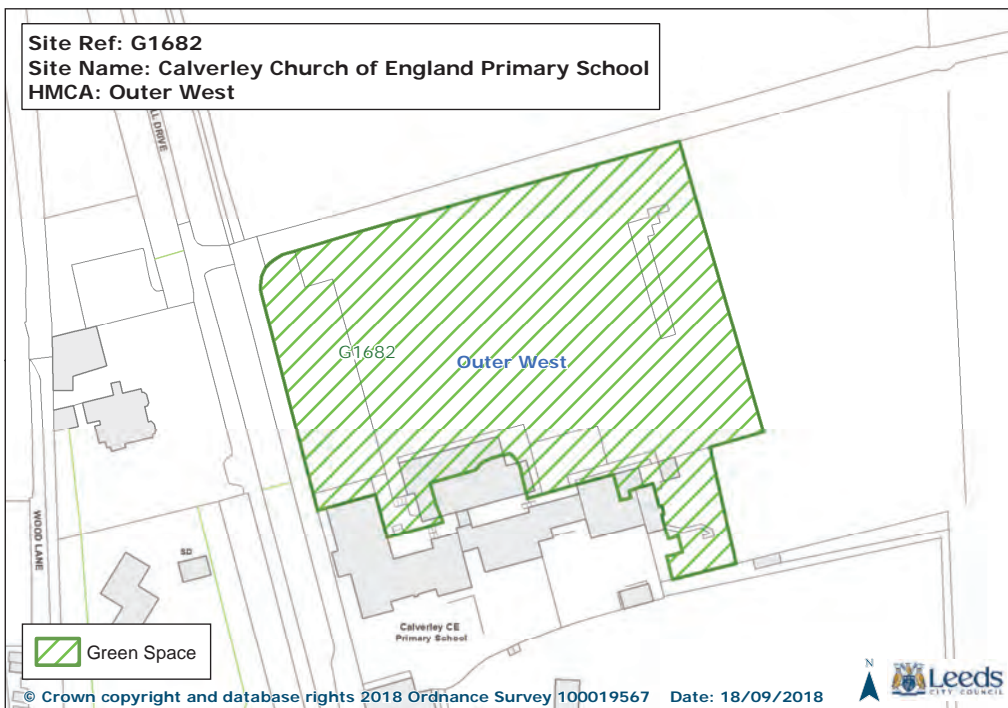 Site Ref: G1682
Site Name: Calverley Church of England Primary School
HMCA: Outer West
LL DRIVE
G1682
Outer West
WOOD LANE
SD
Calverley CE
Primary School
Green Space
N
Leeds
CITY COUNCIL
© Crown copyright and database rights 2018 Ordnance Survey 100019567 Date: 18/09/2018